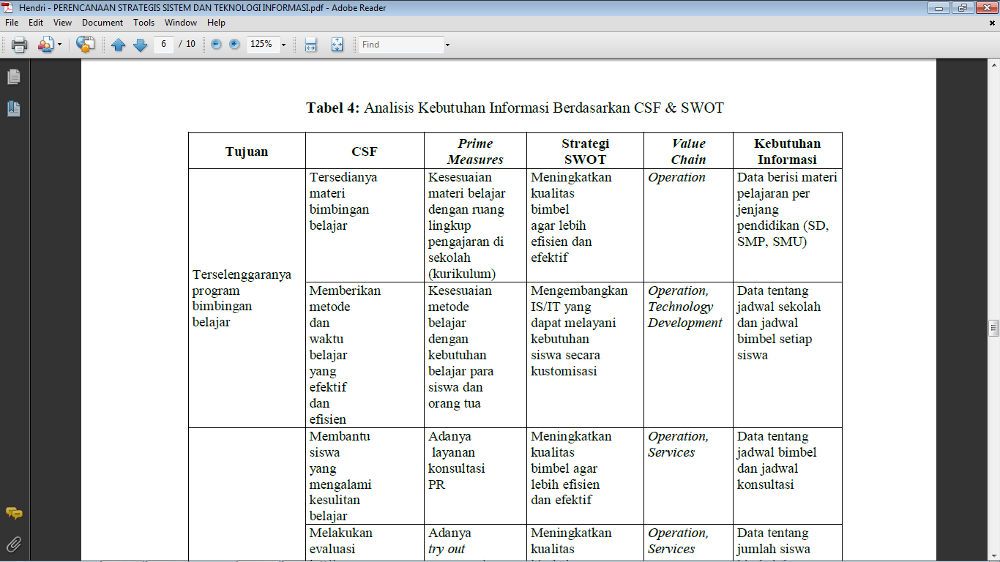 Hendri - PERENCANAAN STRATEGIS SISTEM DAN TEKNOLOGI INFORMASI.pdf - Adobe Reader
File Edit View Document Tools Window Help
6 / 10 125% Find
Tabel 4: Analisis Kebutuhan Informasi Berdasarkan CSF & SWOT
Tujuan
CSF
Prime
Measures
Strategi
SWOT
Value
Chain
Kebutuhan
Informasi
Terselenggaranya
program
bimbingan
belajar
Tersedianya
materi
bimbingan
belajar
Kesesuaian
materi belajar
dengan ruang
lingkup
pengajaran di
sekolah
(kurikulum)
Meningkatkan
kualitas
bimbel
agar lebih
efisien dan
efektif
Operation
Data berisi materi
pelajaran per
jenjang
pendidikan (SD,
SMP, SMU)
Memberikan
metode
dan
waktu
belajar
yang
efektif
dan
efisien
Kesesuaian
metode
belajar
dengan
kebutuhan
belajar para
siswa dan
orang tua
Mengembangkan
IS/IT yang
dapat melayani
kebutuhan
siswa secara
kustomisasi
Operation,
Technology
Development
Data tentang
jadwal sekolah
dan jadwal
bimbel setiap
siswa
Membantu
siswa
yang
mengalami
kesulitan
belajar
Adanya
layanan
konsultasi
PR
Meningkatkan
kualitas
bimbel agar
lebih efisien
dan efektif
Operation,
Services
Data tentang
jadwal bimbel
dan jadwal
konsultasi
Melakukan
evaluasi
Adanya
try out
Meningkatkan
kualitas
Operation,
Services
Data tentang
jumlah siswa